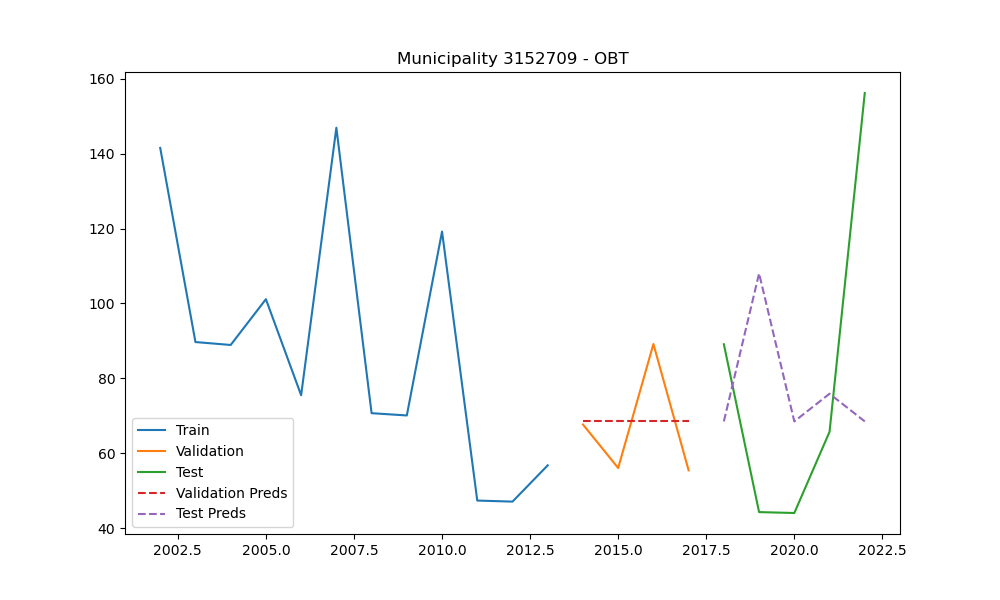 Municipality 3152709 - OBT
160
140
120
100
80
60
40
Train
Validation
Test
Validation Preds
Test Preds
2002.5 2005.0 2007.5 2010.0 2012.5 2015.0 2017.5 2020.0 2022.5